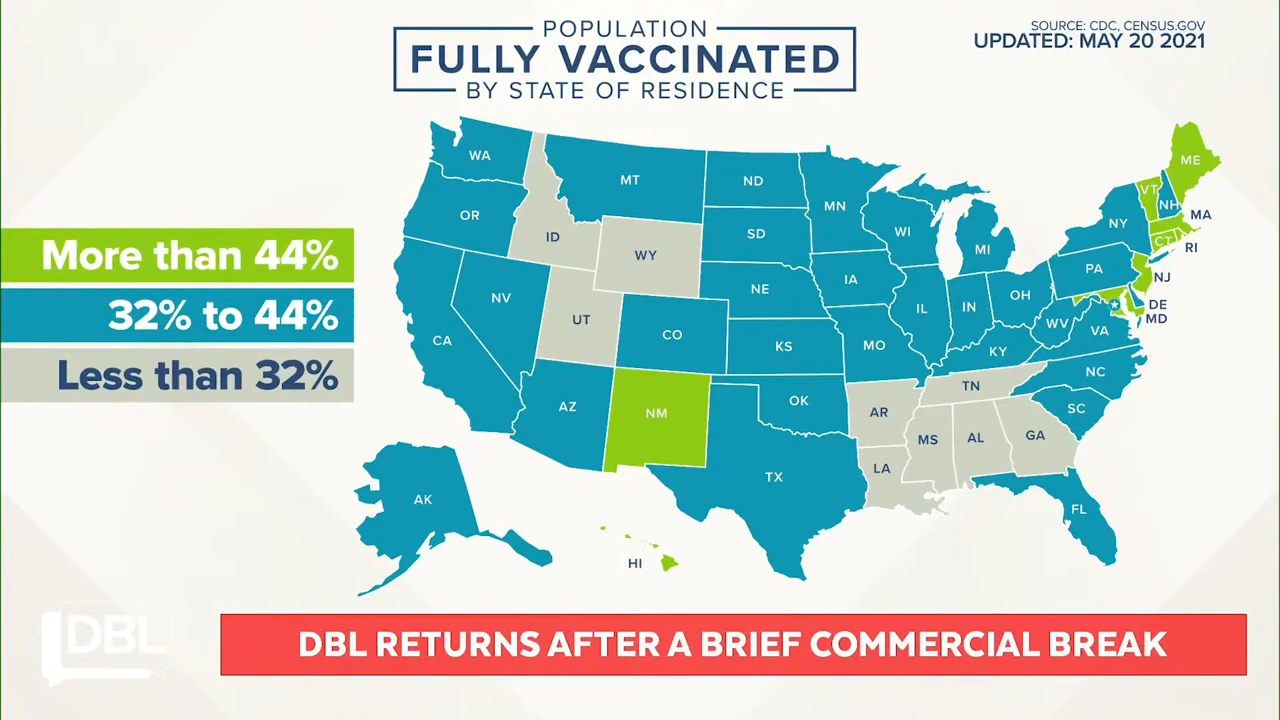 POPULATION
FULLY VACCINATED
BY STATE OF RESIDENCE
SOURCE: CDC, CENSUS.GOV
UPDATED: MAY 20 2021
More than 44%
32% to 44%
Less than 32%
WA
MT
ND
MN
ME
VT
NH
MA
OR
ID
WY
SD
WI
MI
NY
CT
RI
NV
UT
NE
IA
PA
NJ
CA
CO
KS
MO
IL
IN
OH
WV
VA
DE
MD
KY
AZ
NM
OK
AR
TN
NC
SC
MS
AL
GA
LA
TX
FL
AK
HI
DBL
DBL RETURNS AFTER A BRIEF COMMERCIAL BREAK